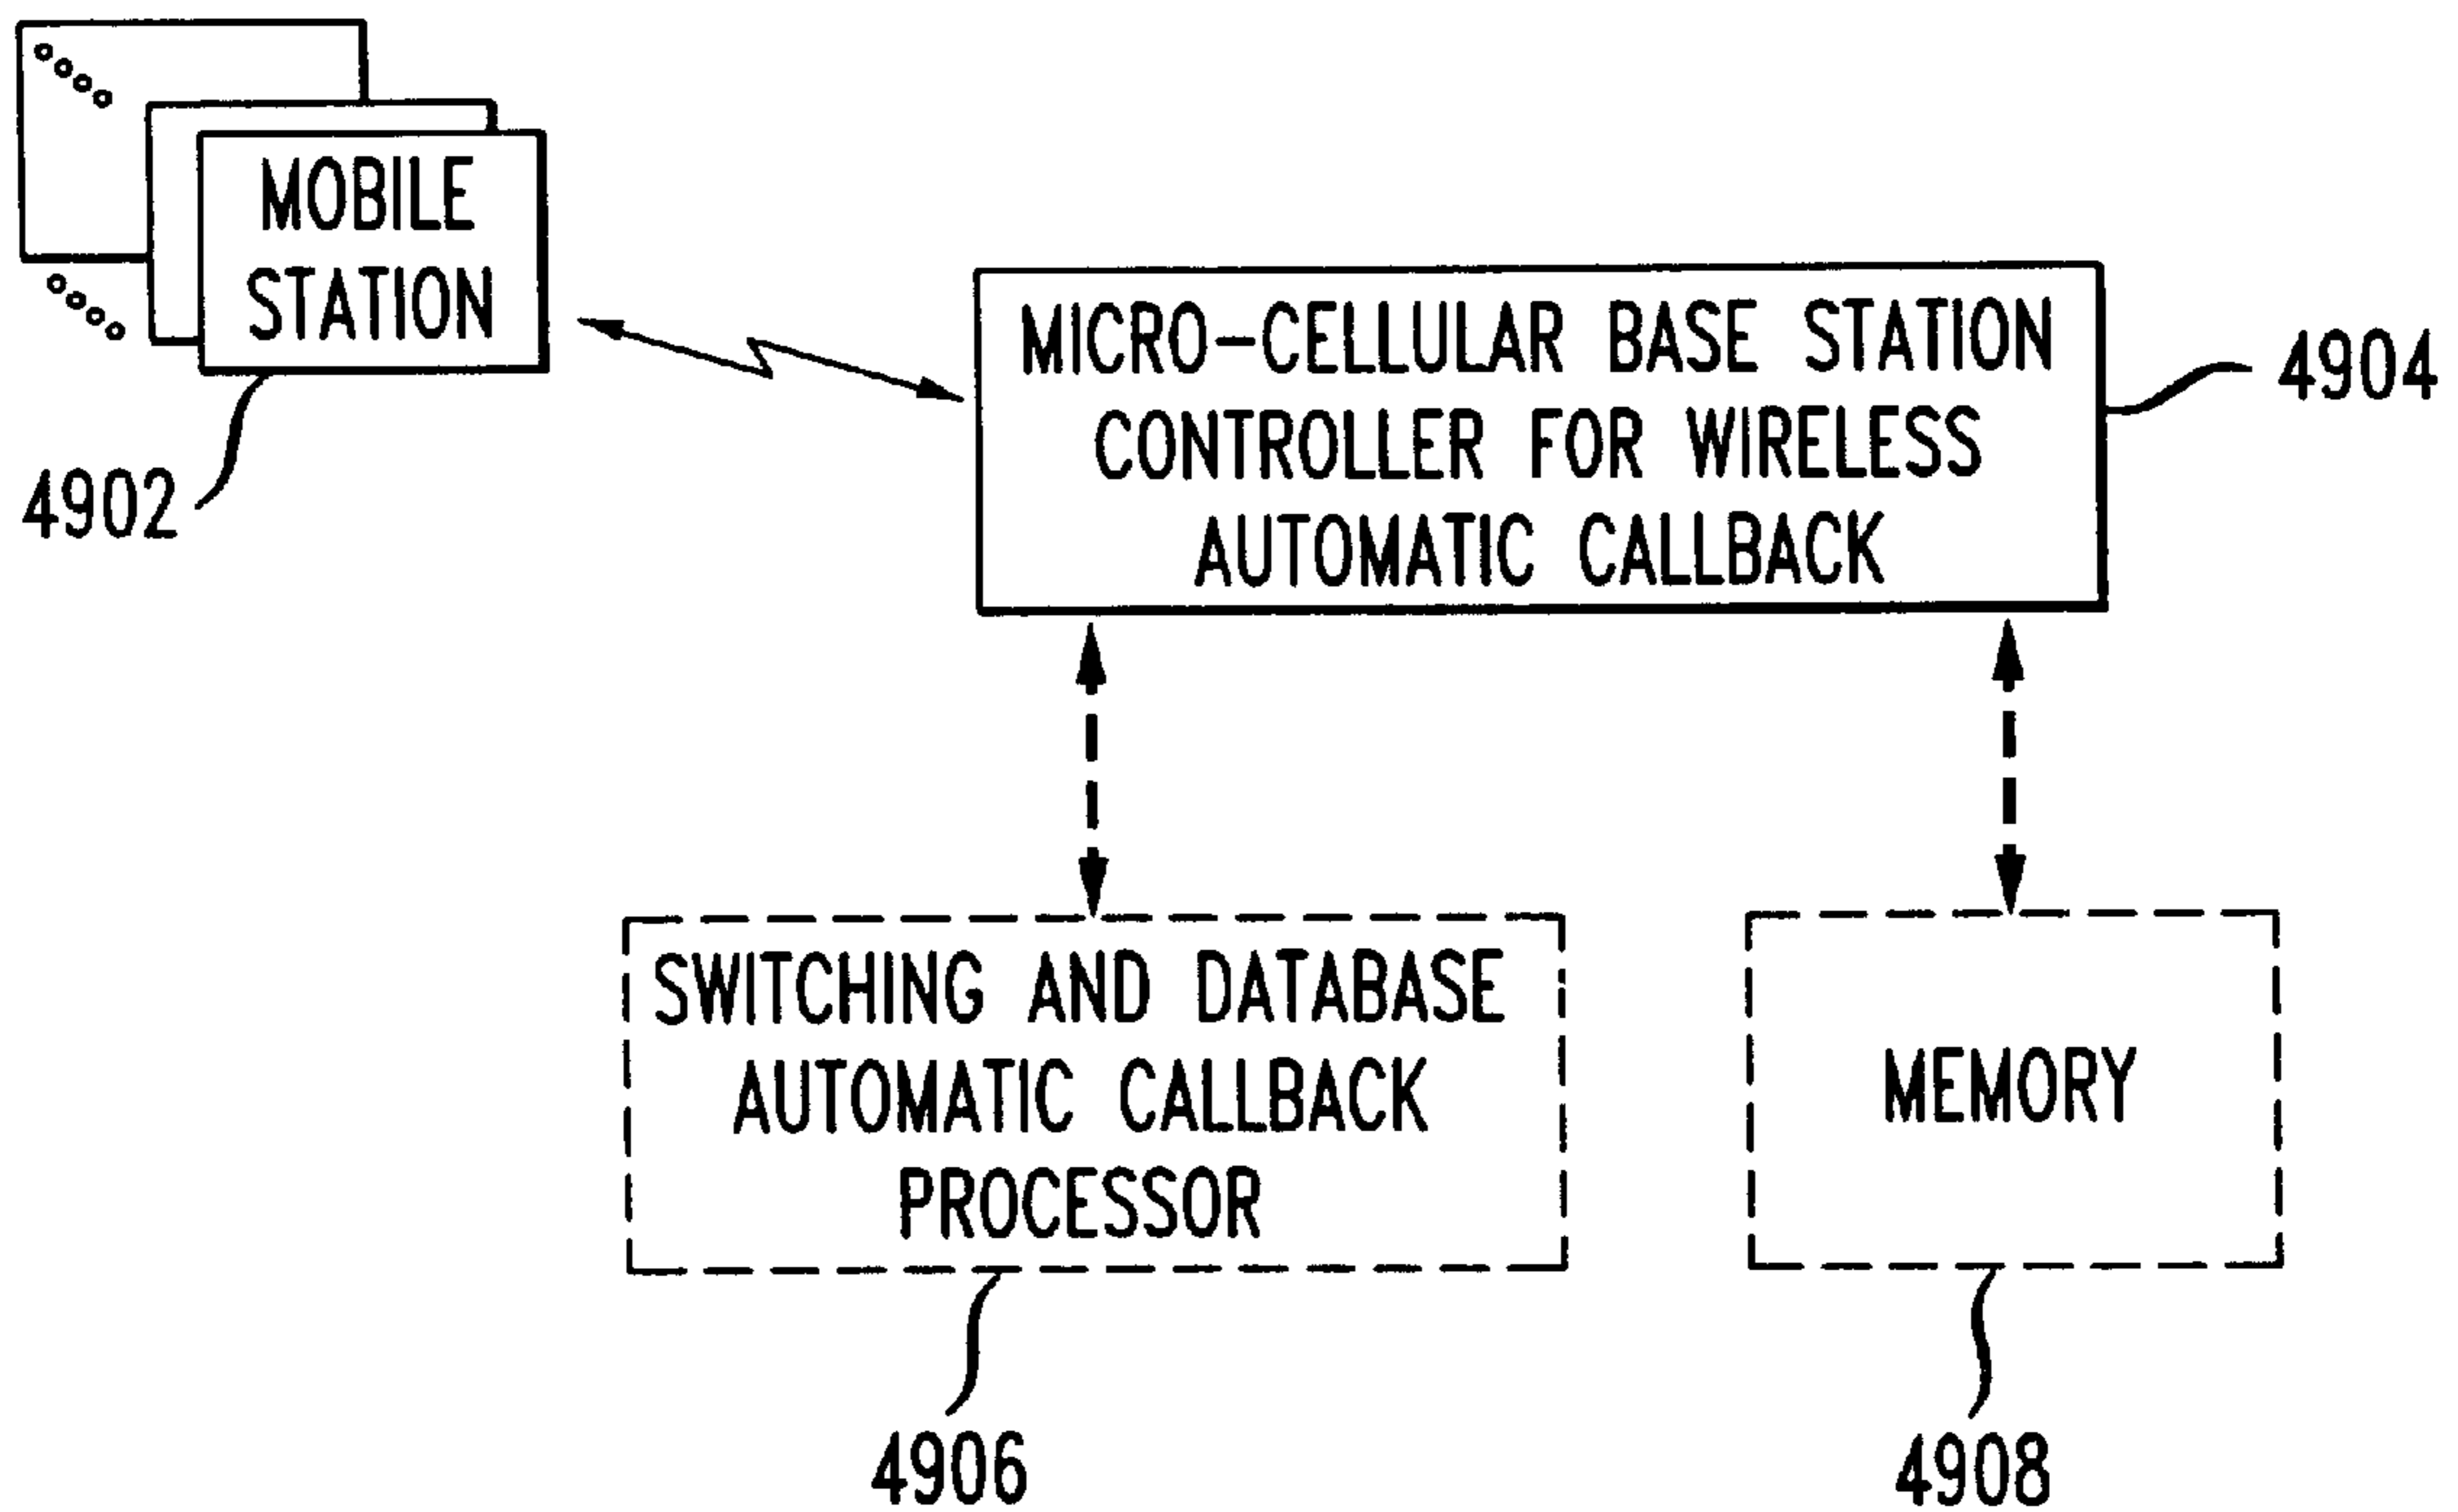 MOBILE
STATION
4902
MICRO-CELLULAR BASE STATION
CONTROLLER FOR WIRELESS
AUTOMATIC CALLBACK
4904
SWITCHING AND DATABASE
AUTOMATIC CALLBACK
PROCESSOR
4906
MEMORY
4908